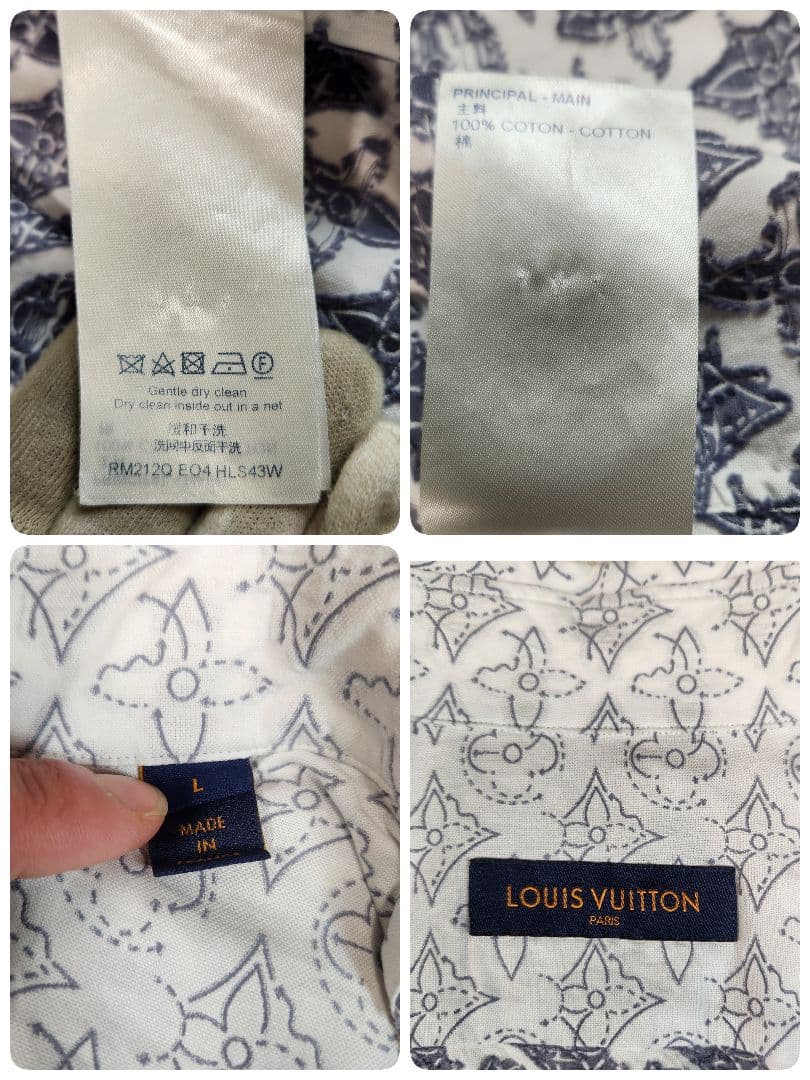 Gentle dry clean
Dry clean inside out in a net
缓和干洗
洗网中反面干洗
RM212Q EO4 HLS43W
PRINCIPAL - MAIN
主料
100% COTON - COTTON
棉
L
MADE
IN
LOUIS VUITTON
PARIS